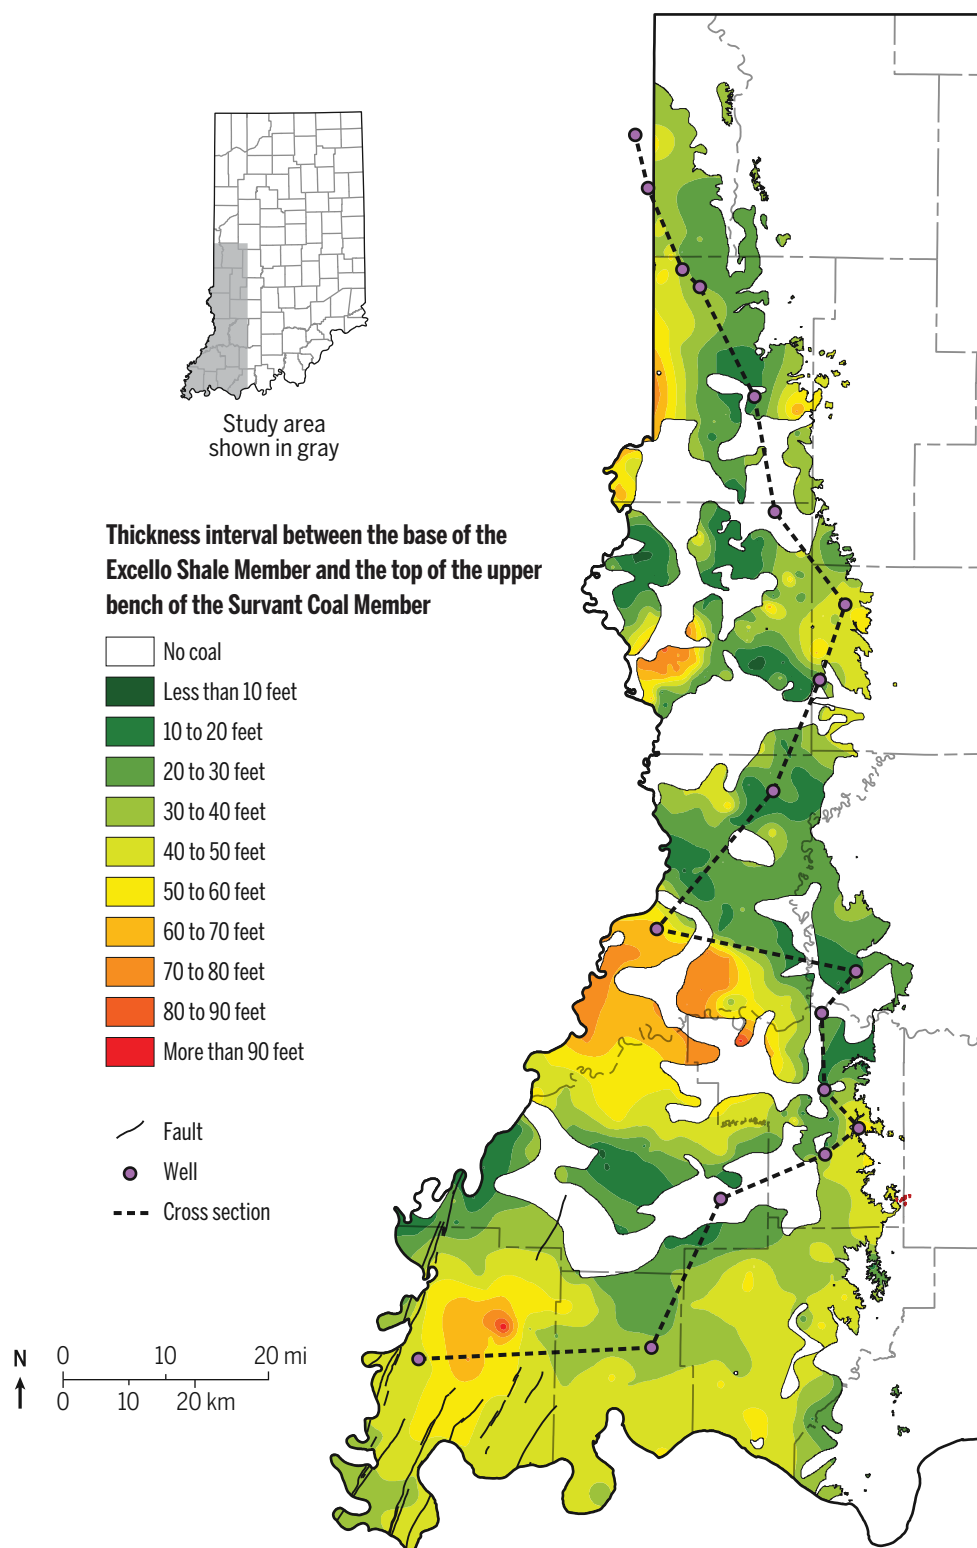 Study area
shown in gray
Thickness interval between the base of the
Excello Shale Member and the top of the upper
bench of the Survant Coal Member
No coal
Less than 10 feet
10 to 20 feet
20 to 30 feet
30 to 40 feet
40 to 50 feet
50 to 60 feet
60 to 70 feet
70 to 80 feet
80 to 90 feet
More than 90 feet
Fault
Well
Cross section
N
0 10 20 mi
0 10 20 km